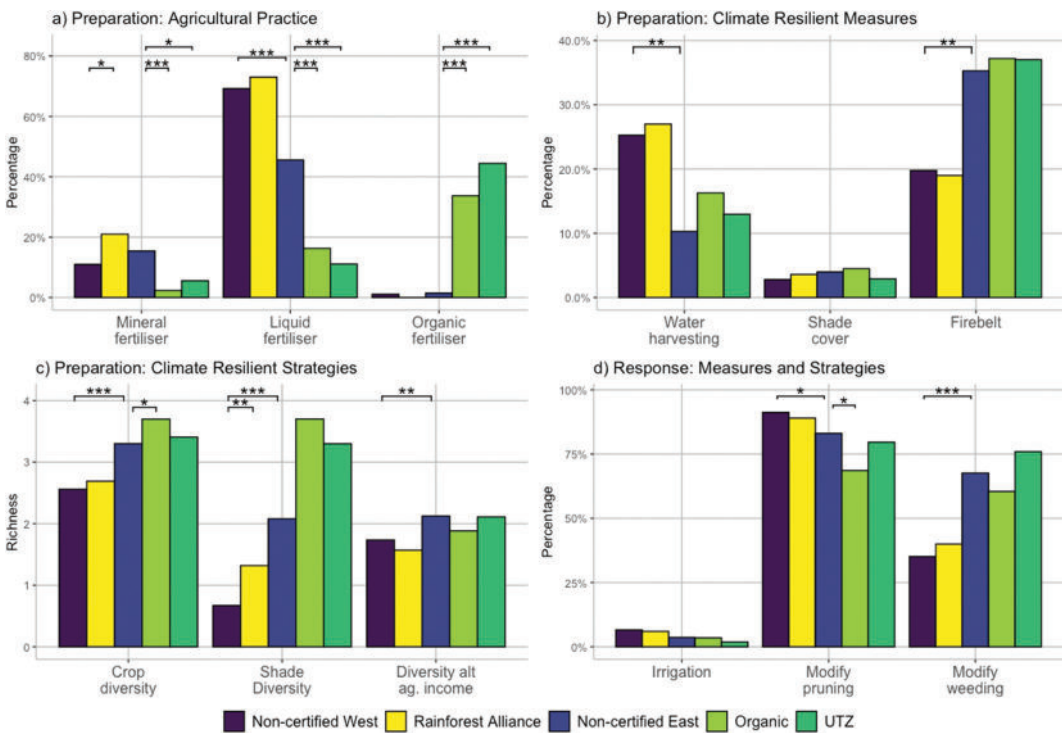 a) Preparation: Agricultural Practice
Percentage
80%
60%
40%
20%
0%
*
***
*
***
***
***
***
***
Mineral
fertiliser
Liquid
fertiliser
Organic
fertiliser
b) Preparation: Climate Resilient Measures
Percentage
40.0%
30.0%
20.0%
10.0%
0.0%
**
**
Water
harvesting
Shade
cover
Firebelt
c) Preparation: Climate Resilient Strategies
Richness
4
3
2
1
0
***
*
***
**
**
Crop
diversity
Shade
Diversity
Diversity alt
ag. income
d) Response: Measures and Strategies
Percentage
100%
75%
50%
25%
0%
*
*
***
Irrigation
Modify
pruning
Modify
weeding
Non-certified West Rainforest Alliance Non-certified East Organic UTZ